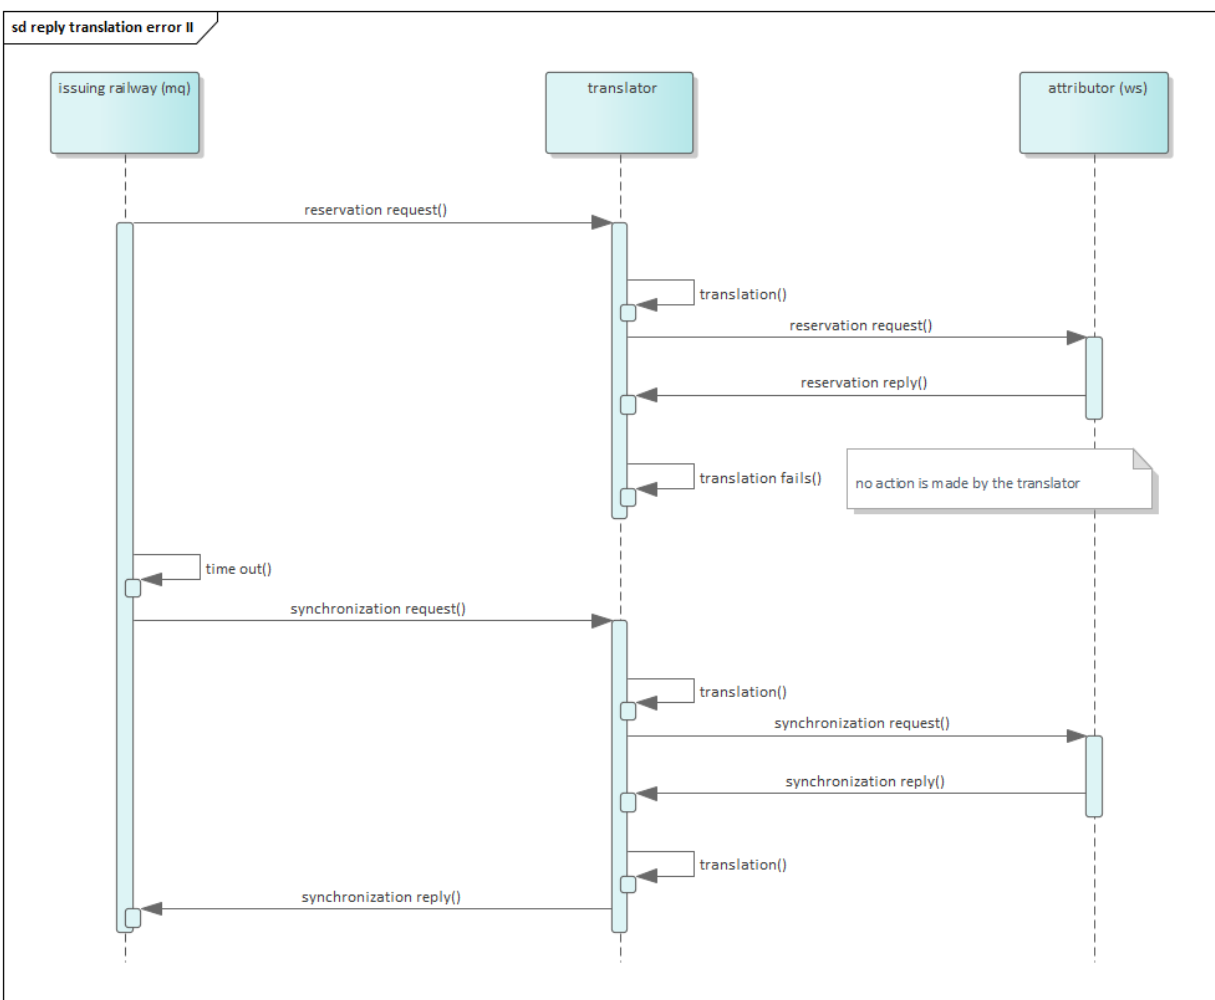 sd reply translation error II
issuing railway (mq)
translator
attributor (ws)
reservation request()
translation()
reservation request()
reservation reply()
translation fails()
no action is made by the translator
time out()
synchronization request()
translation()
synchronization request()
synchronization reply()
translation()
synchronization reply()